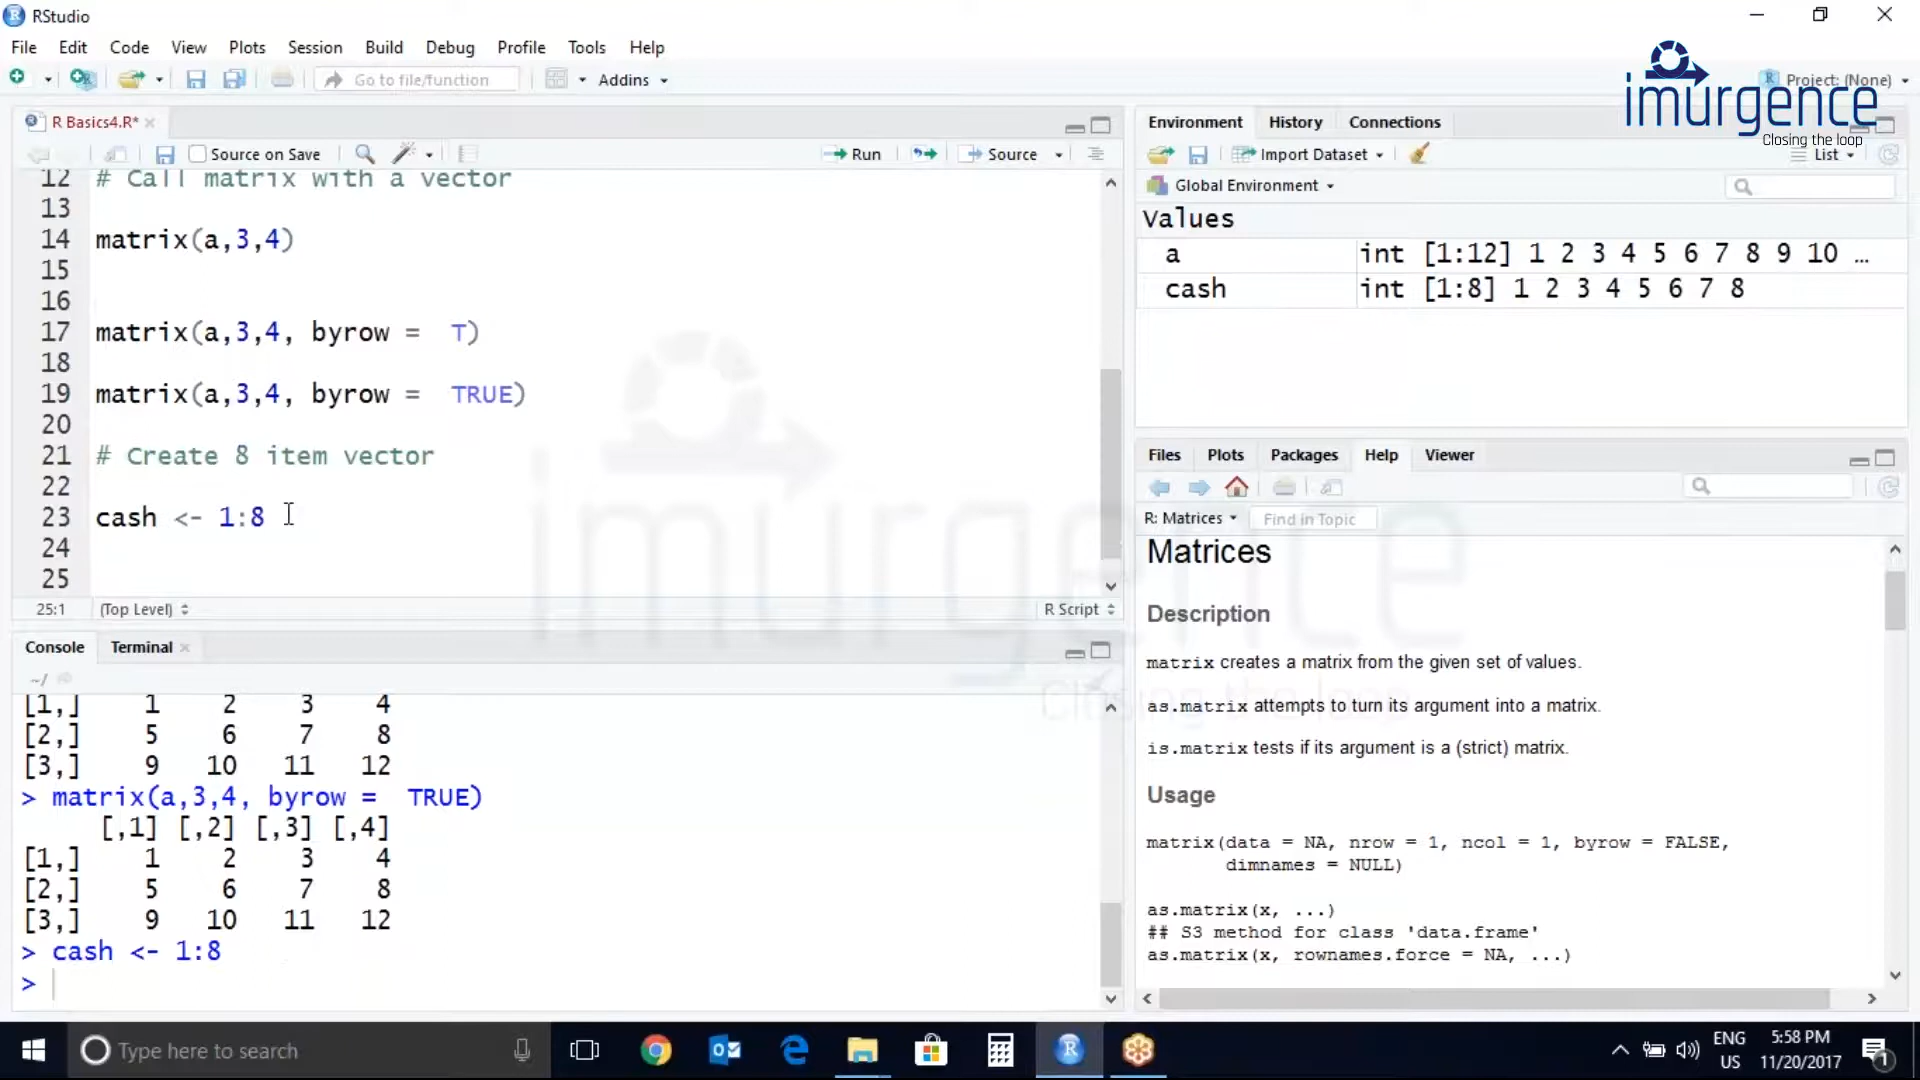 RStudio
File Edit Code View Plots Session Build Debug Profile Tools Help
Go to file/function Addins Project: (None)
imurgence
Closing the loop
R Basics4.R*
Source on Save Run Source
12 # Call matrix with a vector
13
14 matrix(a,3,4)
15
16
17 matrix(a,3,4, byrow =  T)
18
19 matrix(a,3,4, byrow =  TRUE)
20
21 # Create 8 item vector
22
23 cash <- 1:8
24
25
25:1 (Top Level) R Script
Console Terminal
~/
[1,] 1 2 3 4
[2,] 5 6 7 8
[3,] 9 10 11 12
> matrix(a,3,4, byrow =  TRUE)
[,1] [,2] [,3] [,4]
[1,] 1 2 3 4
[2,] 5 6 7 8
[3,] 9 10 11 12
> cash <- 1:8
>
Environment History Connections
Import Dataset List
Global Environment
Values
a int [1:12] 1 2 3 4 5 6 7 8 9 10 …
cash int [1:8] 1 2 3 4 5 6 7 8
Files Plots Packages Help Viewer
R: Matrices Find in Topic
Matrices
Description
matrix creates a matrix from the given set of values.
as.matrix attempts to turn its argument into a matrix.
is.matrix tests if its argument is a (strict) matrix.
Usage
matrix(data = NA, nrow = 1, ncol = 1, byrow = FALSE,
dimnames = NULL)
as.matrix(x, ...)
## S3 method for class 'data.frame'
as.matrix(x, rownames.force = NA, ...)
imurgence
Closing the loop
Type here to search
ENG
US
5:58 PM
11/20/2017
1